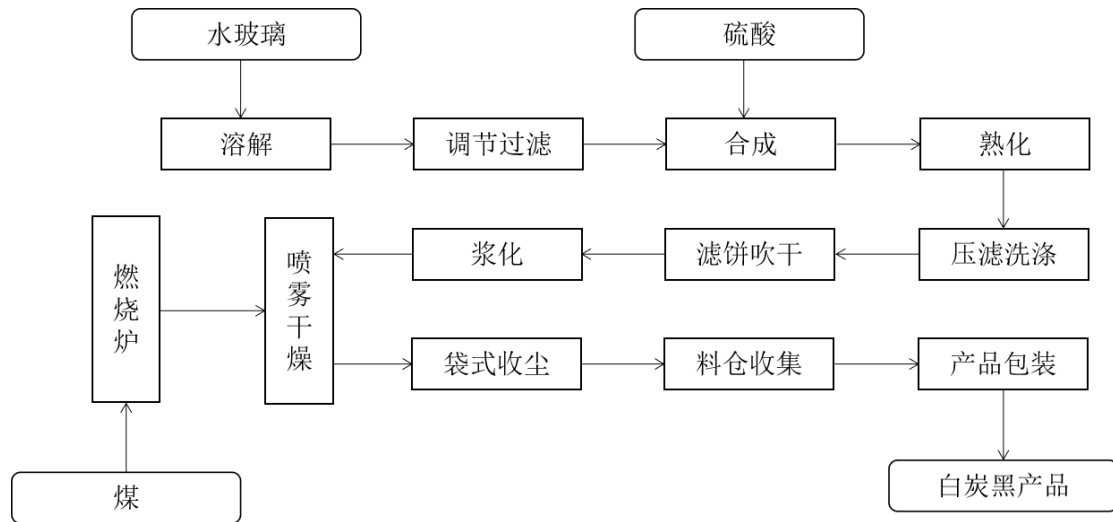 水玻璃
硫酸
溶解
调节过滤
合成
熟化
燃烧炉
喷雾干燥
浆化
滤饼吹干
压滤洗涤
袋式收尘
料仓收集
产品包装
煤
白炭黑产品